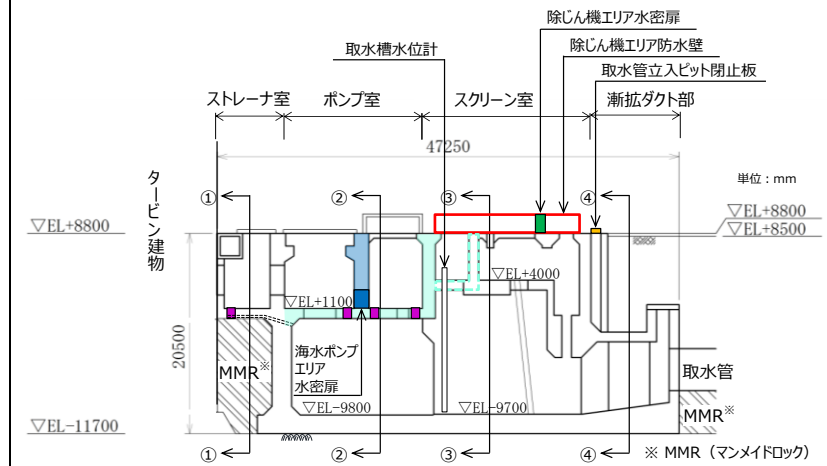 除じん機エリア水密扉
取水槽水位計
除じん機エリア防水壁
取水管立入ピット閉止板
ストレーナ室
ポンプ室
スクリーン室
漸拡ダクト部
47250
単位：mm
タービン建物
①
②
③
④
▽EL+8800
▽EL+8800
▽EL+8500
▽EL+4000
▽EL+1100
20500
海水ポンプ
エリア
水密扉
MMR※
取水管
MMR※
▽EL-9800
▽EL-9700
▽EL-11700
①
②
③
④
※ MMR（マンメイドロック）